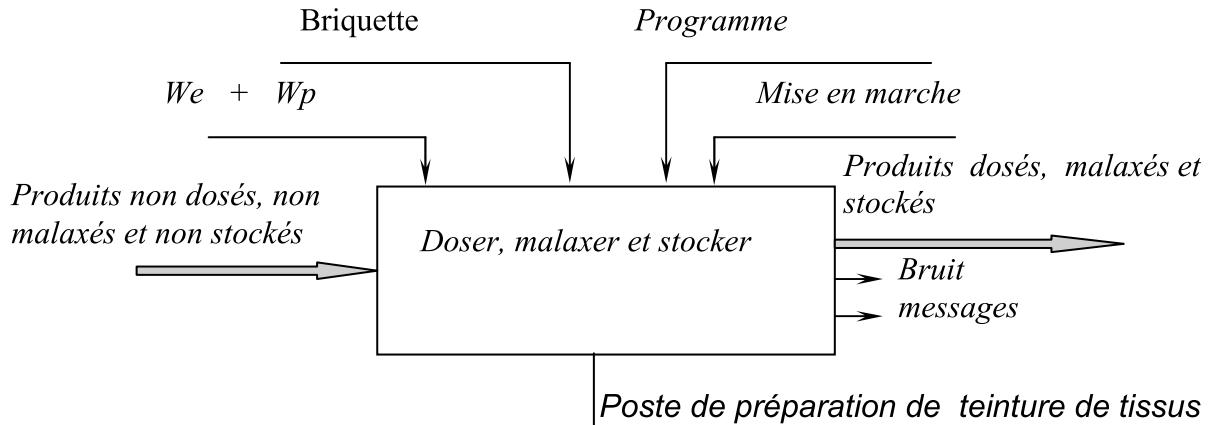 Briquette
Programme
We + Wp
Mise en marche
Produits non dosés, non
malaxés et non stockés
Doser, malaxer et stocker
Produits dosés, malaxés et
stockés
Bruit
messages
Poste de préparation de teinture de tissus